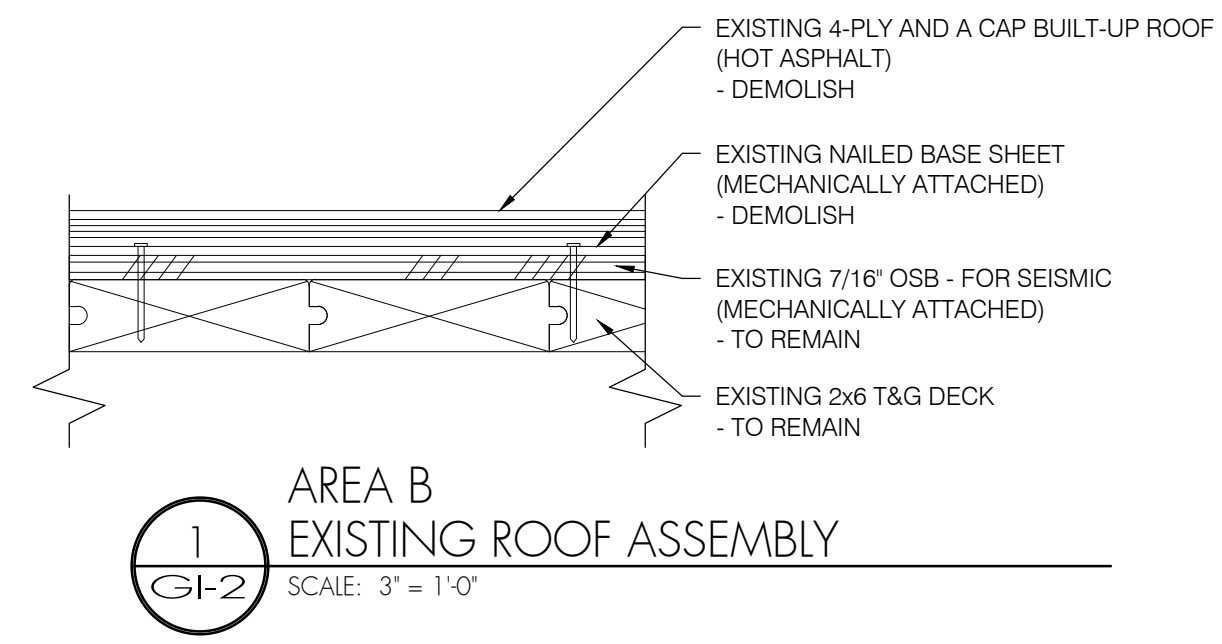 EXISTING 4-PLY AND A CAP BUILT-UP ROOF
(HOT ASPHALT)
- DEMOLISH
EXISTING NAILED BASE SHEET
(MECHANICALLY ATTACHED)
- DEMOLISH
EXISTING 7/16" OSB - FOR SEISMIC
(MECHANICALLY ATTACHED)
- TO REMAIN
EXISTING 2x6 T&G DECK
- TO REMAIN
AREA B
1
EXISTING ROOF ASSEMBLY
GI-2
SCALE: 3" = 1'-0"